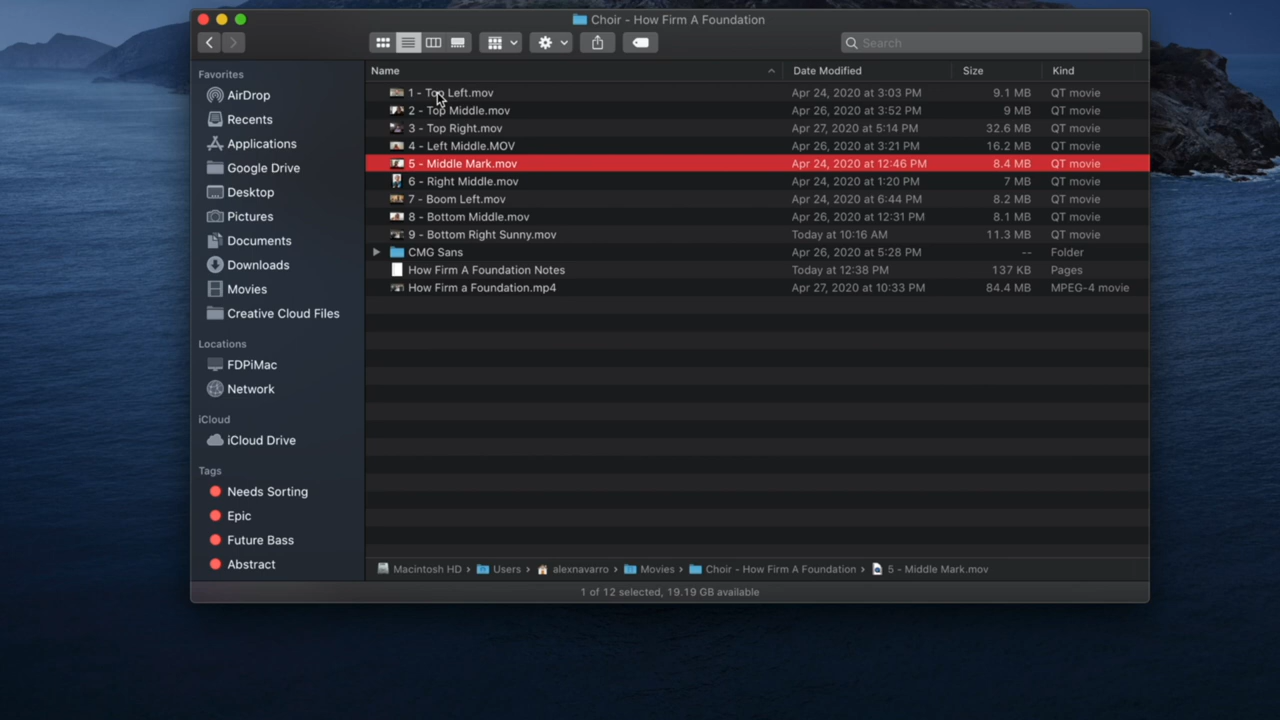 Choir - How Firm A Foundation
Search
Favorites
AirDrop
Recents
Applications
Google Drive
Desktop
Pictures
Documents
Downloads
Movies
Creative Cloud Files
Locations
FDPiMac
Network
iCloud
iCloud Drive
Tags
Needs Sorting
Epic
Future Bass
Abstract
Name Date Modified Size Kind
1 - Top Left.mov Apr 24, 2020 at 3:03 PM 9.1 MB QT movie
2 - Top Middle.mov Apr 26, 2020 at 3:52 PM 9 MB QT movie
3 - Top Right.mov Apr 27, 2020 at 5:14 PM 32.6 MB QT movie
4 - Left Middle.MOV Apr 26, 2020 at 3:21 PM 16.2 MB QT movie
5 - Middle Mark.mov Apr 24, 2020 at 12:46 PM 8.4 MB QT movie
6 - Right Middle.mov Apr 24, 2020 at 1:20 PM 7 MB QT movie
7 - Boom Left.mov Apr 24, 2020 at 6:44 PM 8.2 MB QT movie
8 - Bottom Middle.mov Apr 26, 2020 at 12:31 PM 8.1 MB QT movie
9 - Bottom Right Sunny.mov Today at 10:16 AM 11.3 MB QT movie
CMG Sans Apr 26, 2020 at 5:28 PM -- Folder
How Firm A Foundation Notes Today at 12:38 PM 137 KB Pages
How Firm a Foundation.mp4 Apr 27, 2020 at 10:33 PM 84.4 MB MPEG-4 movie
Macintosh HD › Users › alexnavarro › Movies › Choir - How Firm A Foundation › 5 - Middle Mark.mov
1 of 12 selected, 19.19 GB available